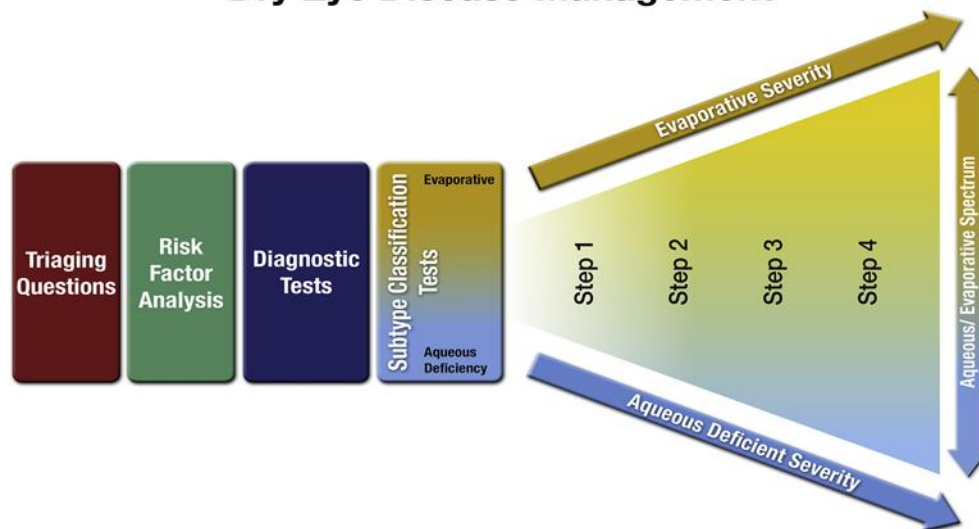 Dry Eye Disease Management
Triaging
Questions
Risk
Factor
Analysis
Diagnostic
Tests
Subtype Classification
Tests
Evaporative
Aqueous
Deficiency
Evaporative Severity
Step 1
Step 2
Step 3
Step 4
Aqueous Deficient Severity
Aqueous/ Evaporative Spectrum